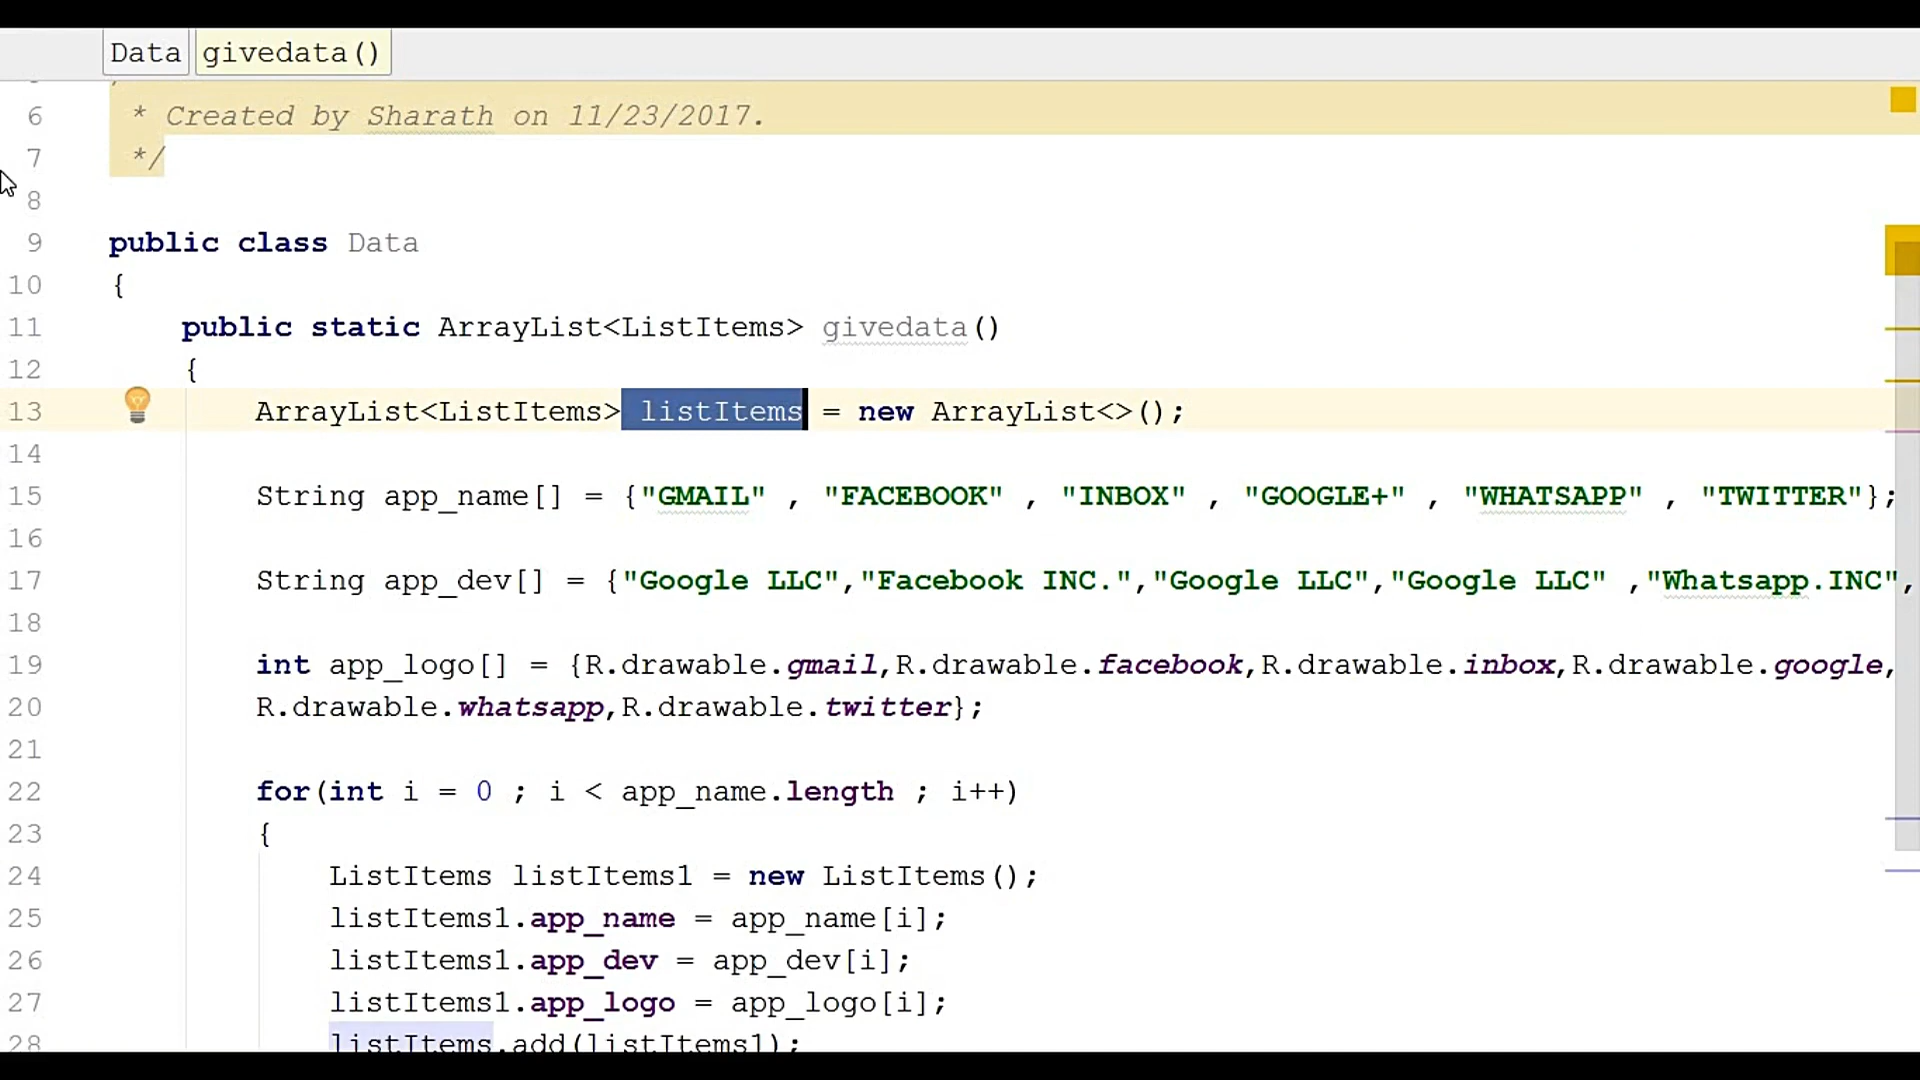 Data givedata()
6 * Created by Sharath on 11/23/2017.
7 */
8
9 public class Data
10 {
11 public static ArrayList<ListItems> givedata()
12 {
13 ArrayList<ListItems> listItems = new ArrayList<>();
14
15 String app_name[] = {"GMAIL" , "FACEBOOK" , "INBOX" , "GOOGLE+" , "WHATSAPP" , "TWITTER"};
16
17 String app_dev[] = {"Google LLC","Facebook INC.","Google LLC","Google LLC" ,"Whatsapp.INC",
18
19 int app_logo[] = {R.drawable.gmail,R.drawable.facebook,R.drawable.inbox,R.drawable.google,
20 R.drawable.whatsapp,R.drawable.twitter};
21
22 for(int i = 0 ; i < app_name.length ; i++)
23 {
24 ListItems listItems1 = new ListItems();
25 listItems1.app_name = app_name[i];
26 listItems1.app_dev = app_dev[i];
27 listItems1.app_logo = app_logo[i];
28 listItems.add(listItems1);